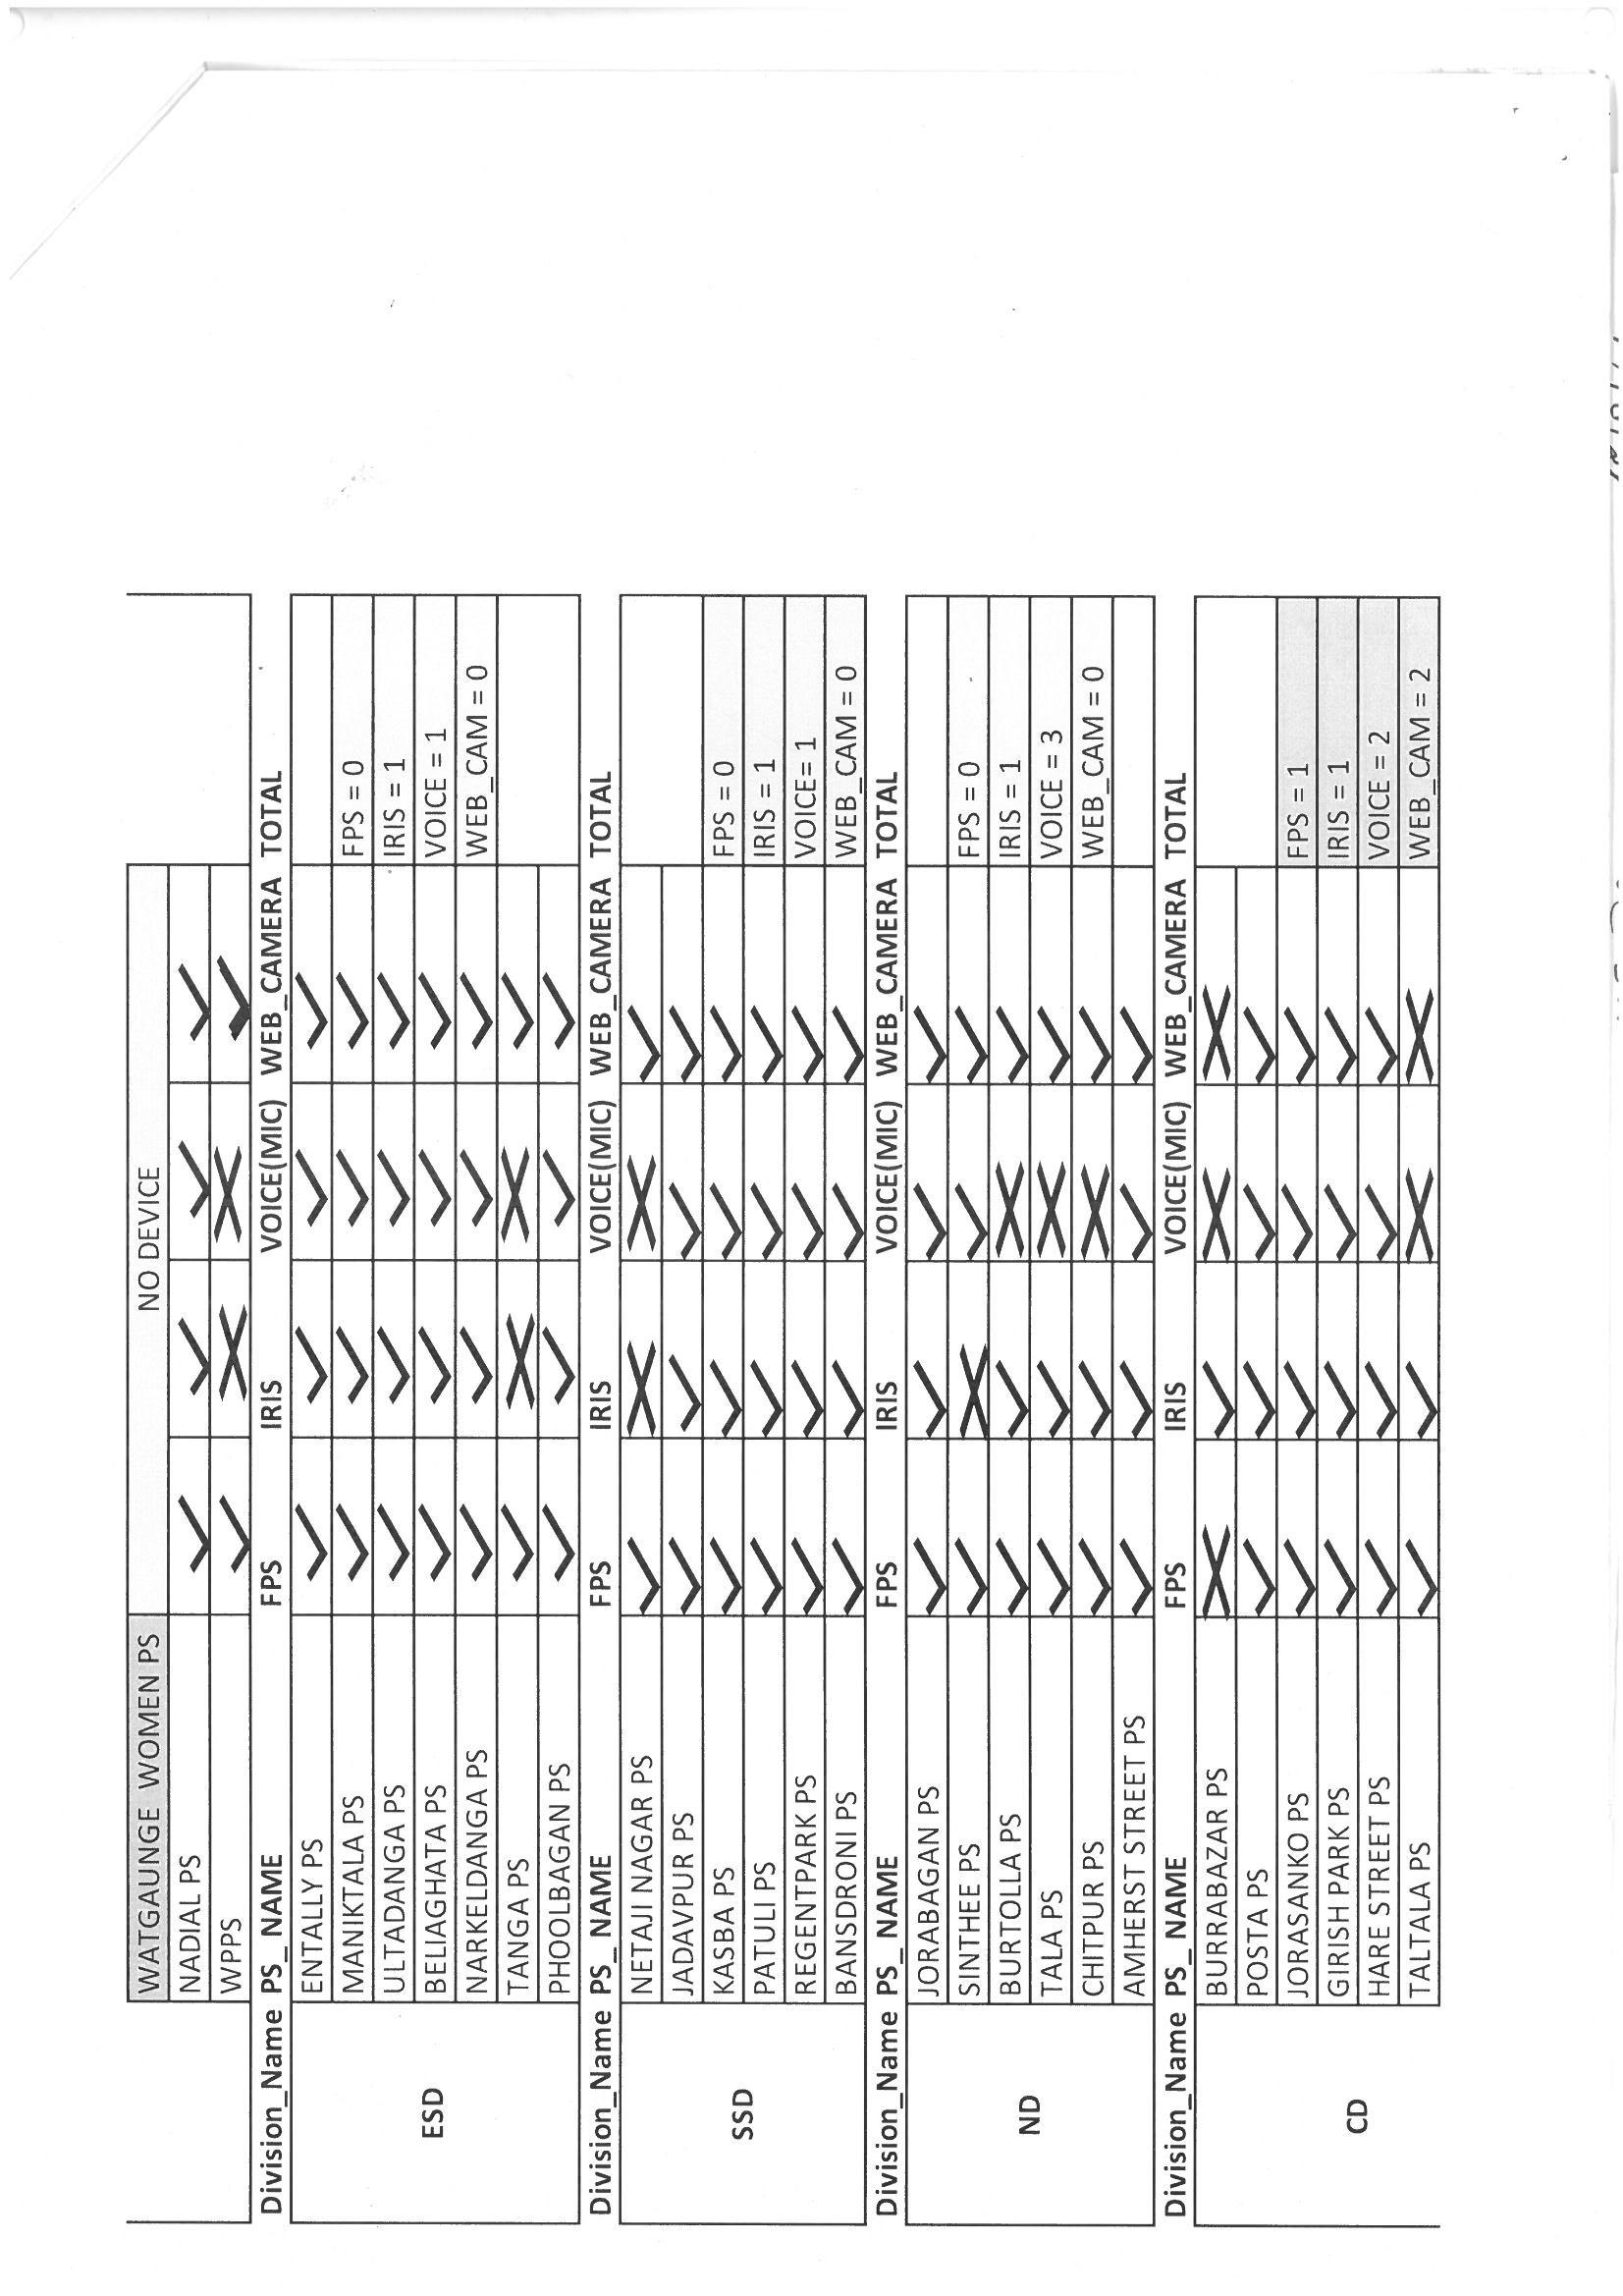 WATGAUNGE WOMEN PS NO DEVICE
NADIAL PS
WPPS
Division_Name PS_NAME FPS IRIS VOICE(MIC) WEB_CAMERA TOTAL
ENTALLY PS
MANIKTALA PS FPS = 0
ULTADANGA PS IRIS = 1
ESD BELIAGHATA PS VOICE = 1
NARKELDANGA PS WEB_CAM = 0
TANGA PS
PHOOLBAGAN PS
Division_Name PS_NAME FPS IRIS VOICE(MIC) WEB_CAMERA TOTAL
NETAJI NAGAR PS
JADAVPUR PS
KASBA PS FPS = 0
SSD PATULI PS IRIS = 1
REGENTPARK PS VOICE= 1
BANSDRONI PS WEB_CAM = 0
Division_Name PS_NAME FPS IRIS VOICE(MIC) WEB_CAMERA TOTAL
JORABAGAN PS
SINTHEE PS FPS = 0
ND BURTOLLA PS IRIS = 1
TALA PS VOICE = 3
CHITPUR PS WEB_CAM = 0
AMHERST STREET PS
Division_Name PS_NAME FPS IRIS VOICE(MIC) WEB_CAMERA TOTAL
BURRABAZAR PS
POSTA PS
JORASANKO PS FPS = 1
CD GIRISH PARK PS IRIS = 1
HARE STREET PS VOICE = 2
TALTALA PS WEB_CAM = 2